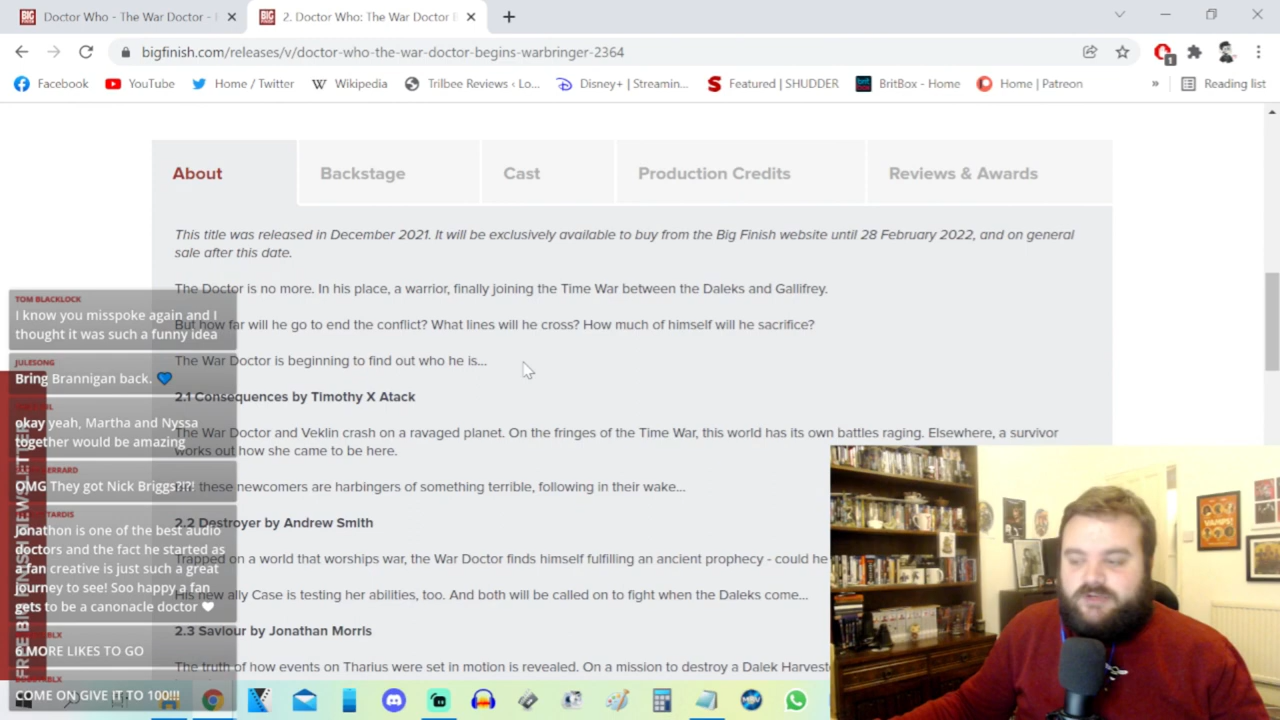 Doctor Who - The War Doctor -
2. Doctor Who: The War Doctor
bigfinish.com/releases/v/doctor-who-the-war-doctor-begins-warbringer-2364
1
Facebook
YouTube
Home / Twitter
Wikipedia
Trilbee Reviews ‹ Lo...
Disney+ | Streamin...
Featured | SHUDDER
BritBox - Home
Home | Patreon
»
Reading list
About
Backstage
Cast
Production Credits
Reviews & Awards
This title was released in December 2021. It will be exclusively available to buy from the Big Finish website until 28 February 2022, and on general
sale after this date.
The Doctor is no more. In his place, a warrior, finally joining the Time War between the Daleks and Gallifrey.
But how far will he go to end the conflict? What lines will he cross? How much of himself will he sacrifice?
The War Doctor is beginning to find out who he is...
2.1 Consequences by Timothy X Atack
The War Doctor and Veklin crash on a ravaged planet. On the fringes of the Time War, this world has its own battles raging. Elsewhere, a survivor
works out how she came to be here.
these newcomers are harbingers of something terrible, following in their wake...
2.2 Destroyer by Andrew Smith
Trapped on a world that worships war, the War Doctor finds himself fulfilling an ancient prophecy - could he
His new ally Case is testing her abilities, too. And both will be called on to fight when the Daleks come...
2.3 Saviour by Jonathan Morris
The truth of how events on Tharius were set in motion is revealed. On a mission to destroy a Dalek Harveste
TOM BLACKLOCK
I know you misspoke again and I
thought it was such a funny idea
JULESONG
Bring Brannigan back. 💙
okay yeah, Martha and Nyssa
together would be amazing
OMG They got Nick Briggs!?!
Jonathon is one of the best audio
doctors and the fact he started as
a fan creative is just such a great
journey to see! Soo happy a fan
gets to be a canonacle doctor 🤍
6 MORE LIKES TO GO
COME ON GIVE IT TO 100!!!
FREE BIG FINISH NEWSLETTER
VAMPS!